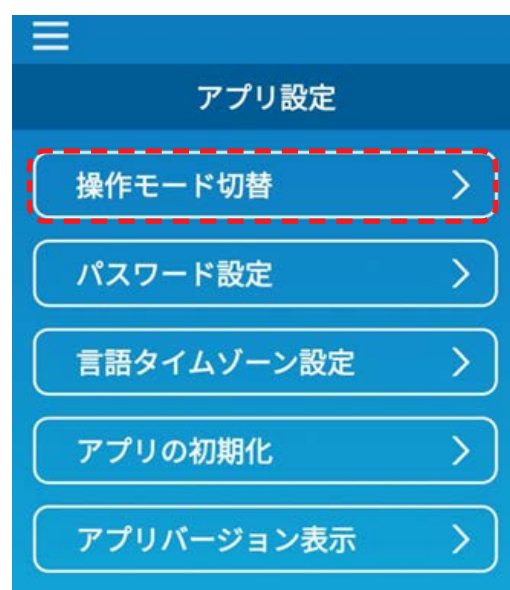 アプリ設定
操作モード切替
パスワード設定
言語タイムゾーン設定
アプリの初期化
アプリバージョン表示